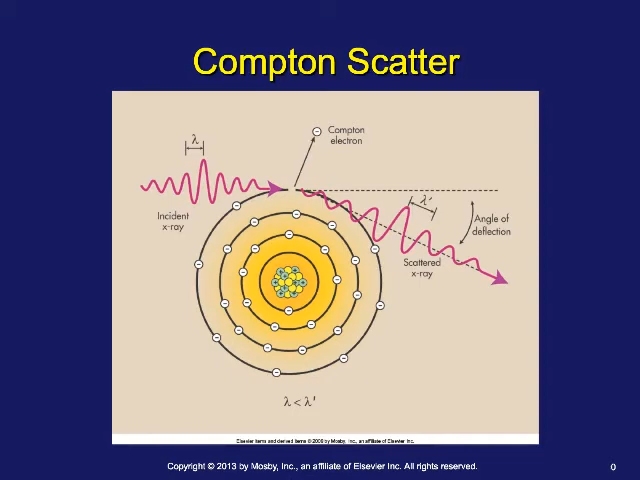 Compton Scatter
λ
Compton
electron
λ'
Incident
x-ray
Angle of
deflection
Scattered
x-ray
λ < λ'
Elsevier items and derived items © 2009 by Mosby, Inc., an affiliate of Elsevier Inc.
Copyright © 2013 by Mosby, Inc., an affiliate of Elsevier Inc. All rights reserved.
0